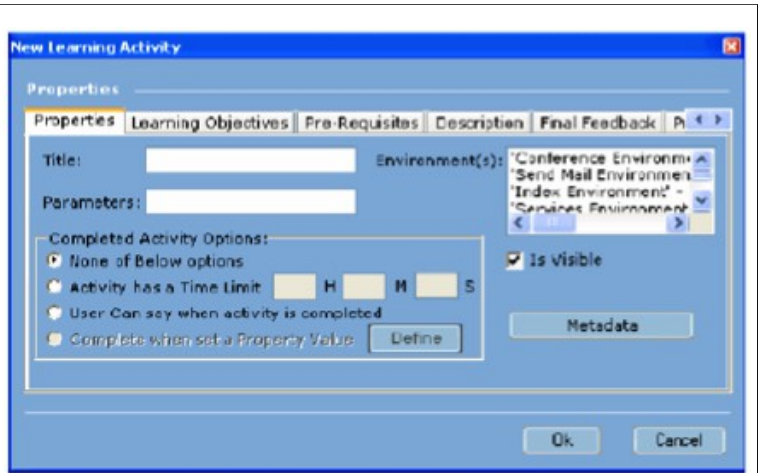 New Learning Activity
Properties
Properties Learning Objectives Pre-Requisites Description Final Feedback
Title:
Environment(s):
'Conference Environm
'Send Mail Environmen
'Index Environment' -
'Services Environment
Parameters:
Completed Activity Options:
None of Below options
Activity has a Time Limit H M S
User Can say when activity is completed
Complete when set a Property Value Define
Is Visible
Metadata
Ok Cancel